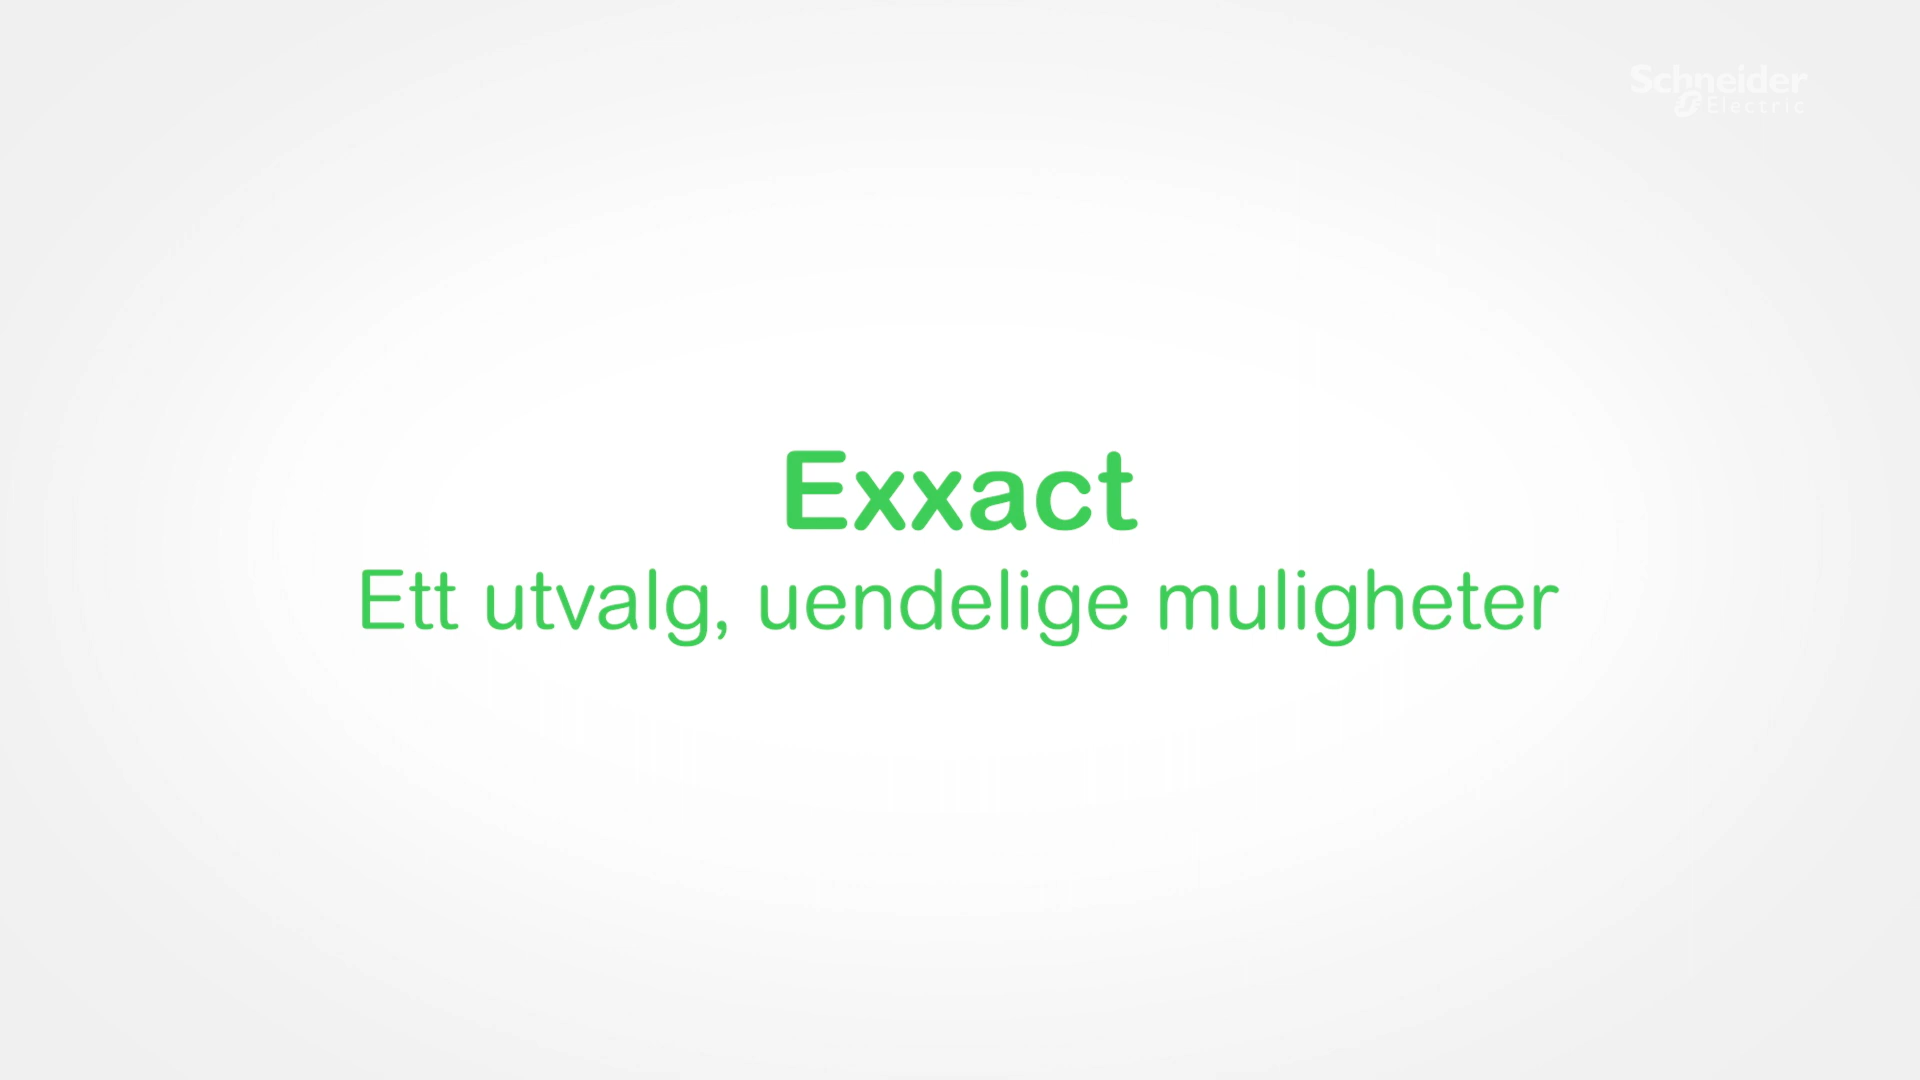 Schneider
Electric
Exxact
Ett utvalg, uendelige muligheter